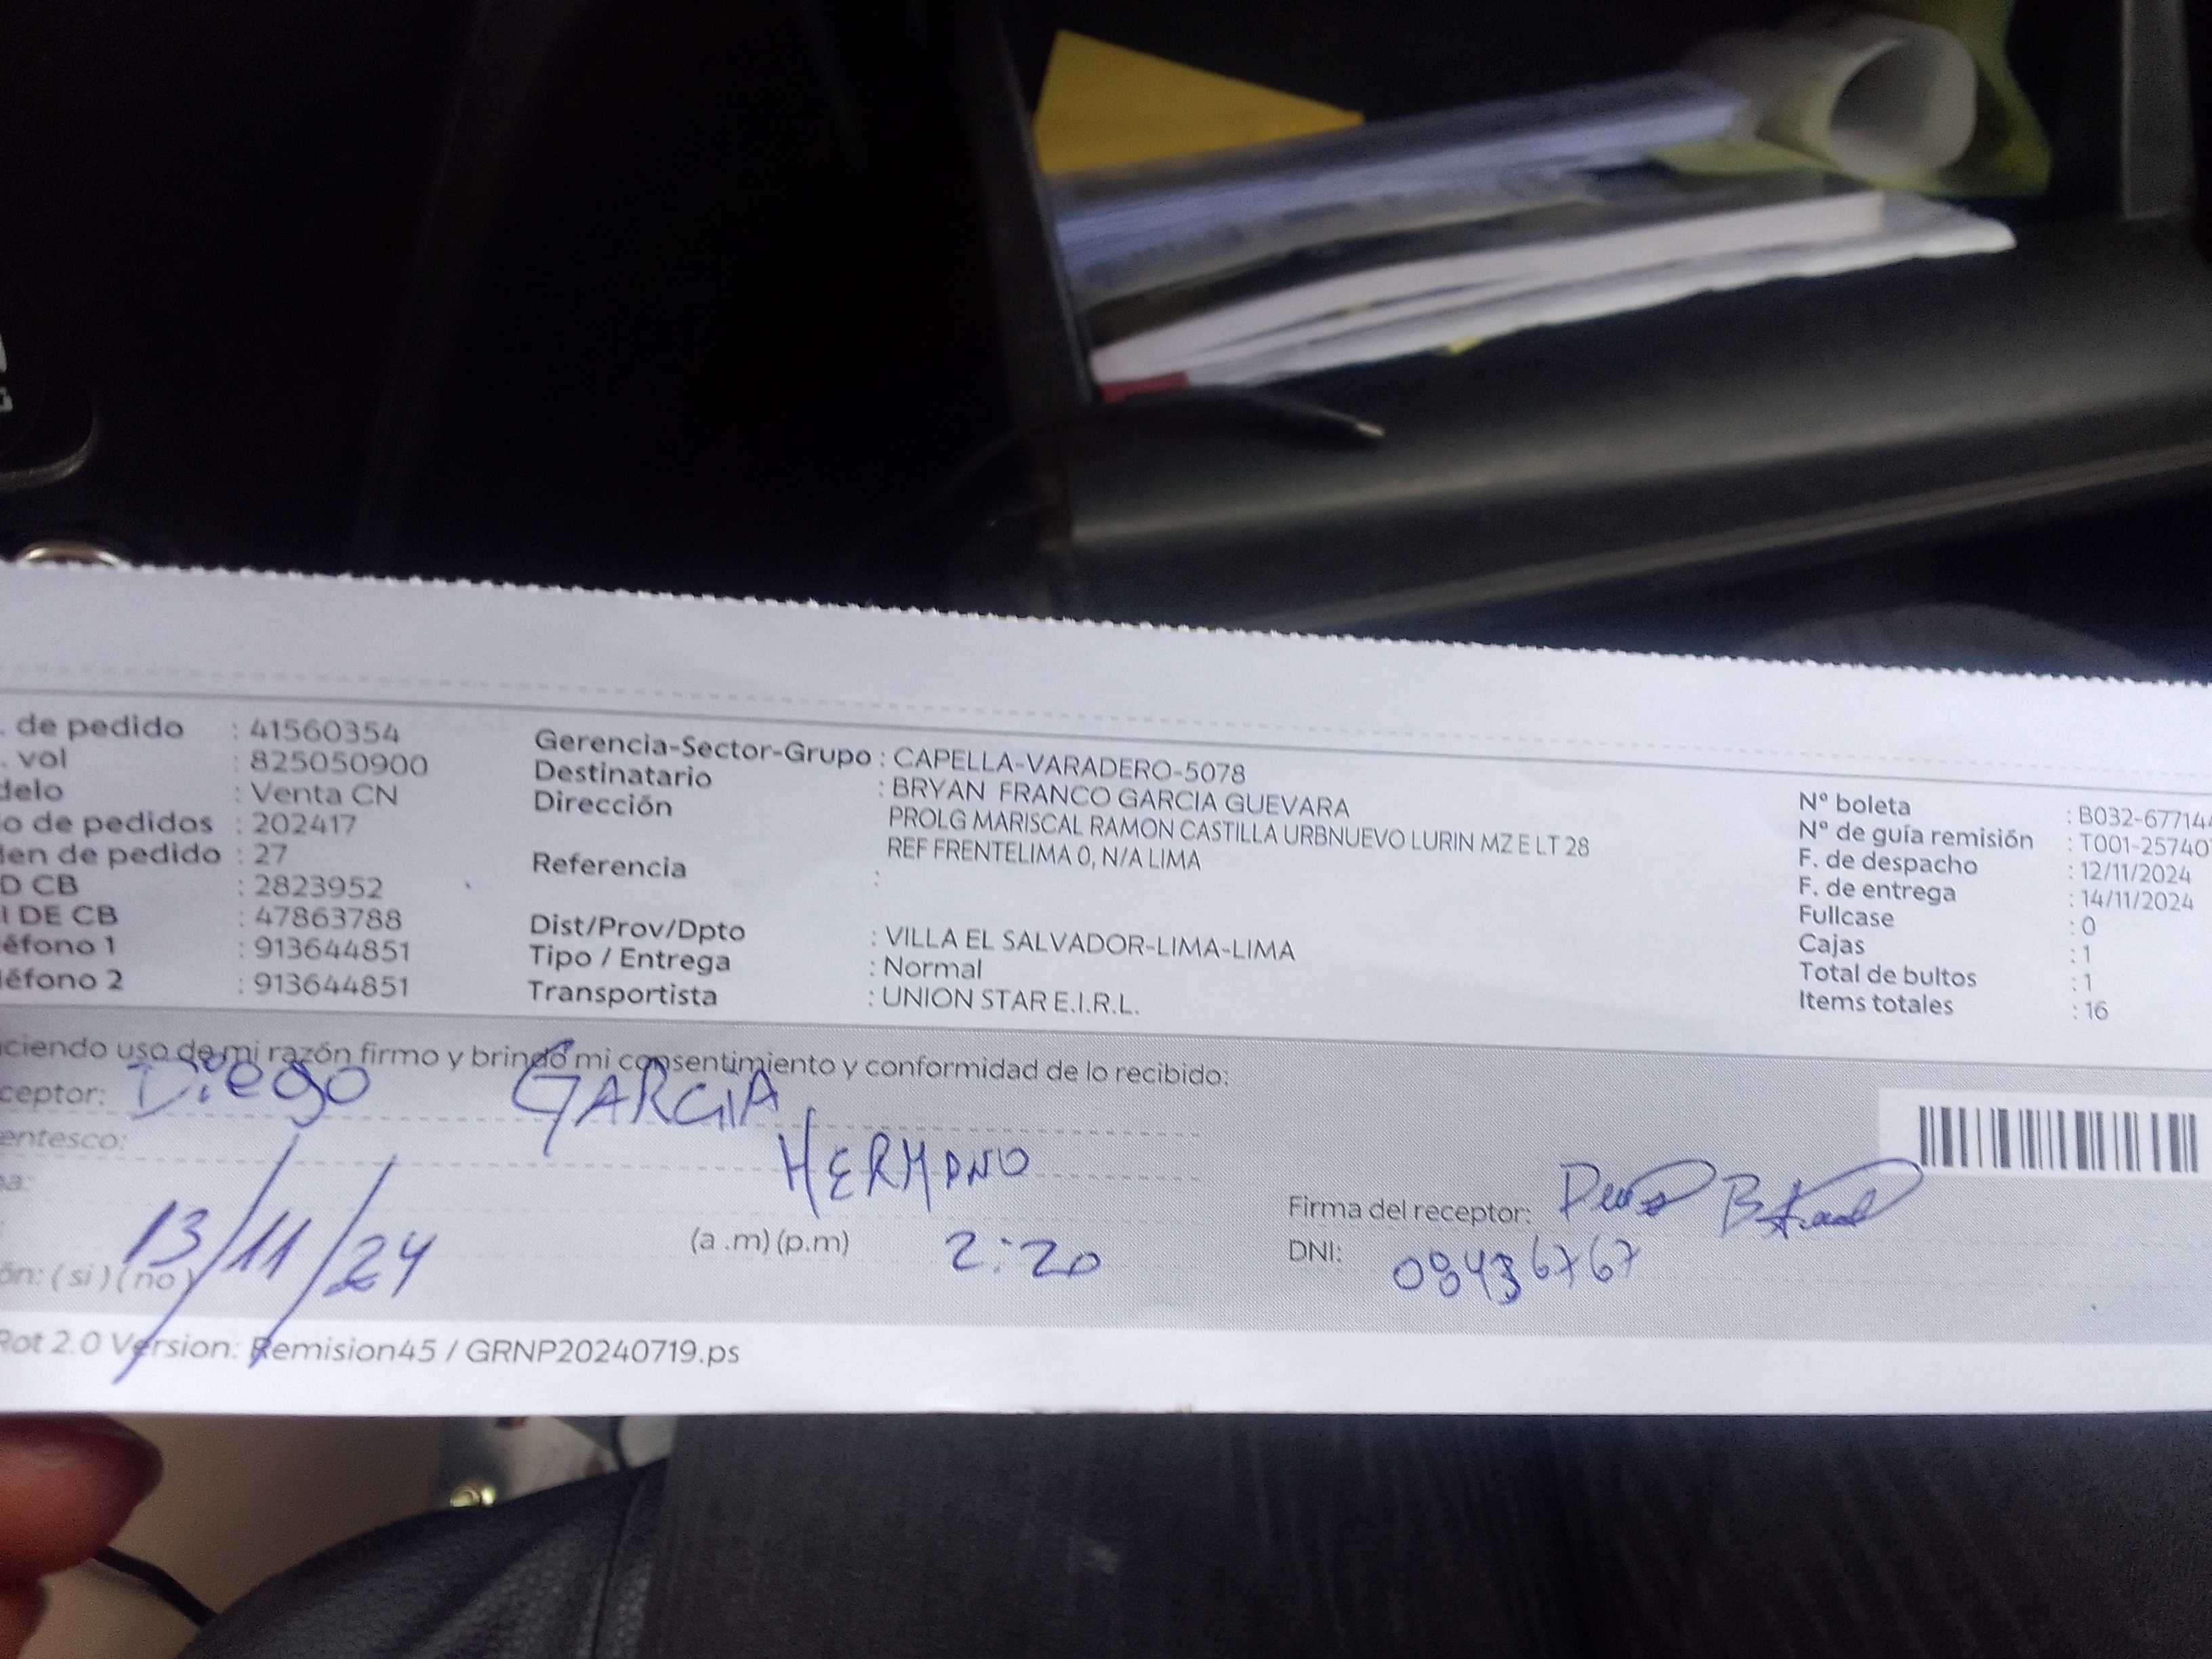 . de pedido : 41560354
. vol : 825050900
delo : Venta CN
o de pedidos : 202417
den de pedido : 27
D CB : 2823952
I DE CB : 47863788
éfono 1 : 913644851
léfono 2 : 913644851
Gerencia-Sector-Grupo : CAPELLA-VARADERO-5078
Destinatario : BRYAN FRANCO GARCIA GUEVARA
Dirección PROLG MARISCAL RAMON CASTILLA URBNUEVO LURIN MZ E LT 28
REF FRENTELIMA 0, N/A LIMA
Referencia :
Dist/Prov/Dpto : VILLA EL SALVADOR-LIMA-LIMA
Tipo / Entrega : Normal
Transportista : UNION STAR E.I.R.L.
Nº boleta : B032-677144
Nº de guía remisión : T001-25740
F. de despacho : 12/11/2024
F. de entrega : 14/11/2024
Fullcase : 0
Cajas : 1
Total de bultos : 1
Items totales : 16
ciendo uso de mi razón firmo y brindo mi consentimiento y conformidad de lo recibido:
ceptor: Diego GARCIA
entesco: HERMANO
a: 13/11/24
(a .m) (p.m) 2:20
ón: ( si ) ( no )
Firma del receptor:
DNI:
Rot 2.0 Version: Remision45 / GRNP20240719.ps